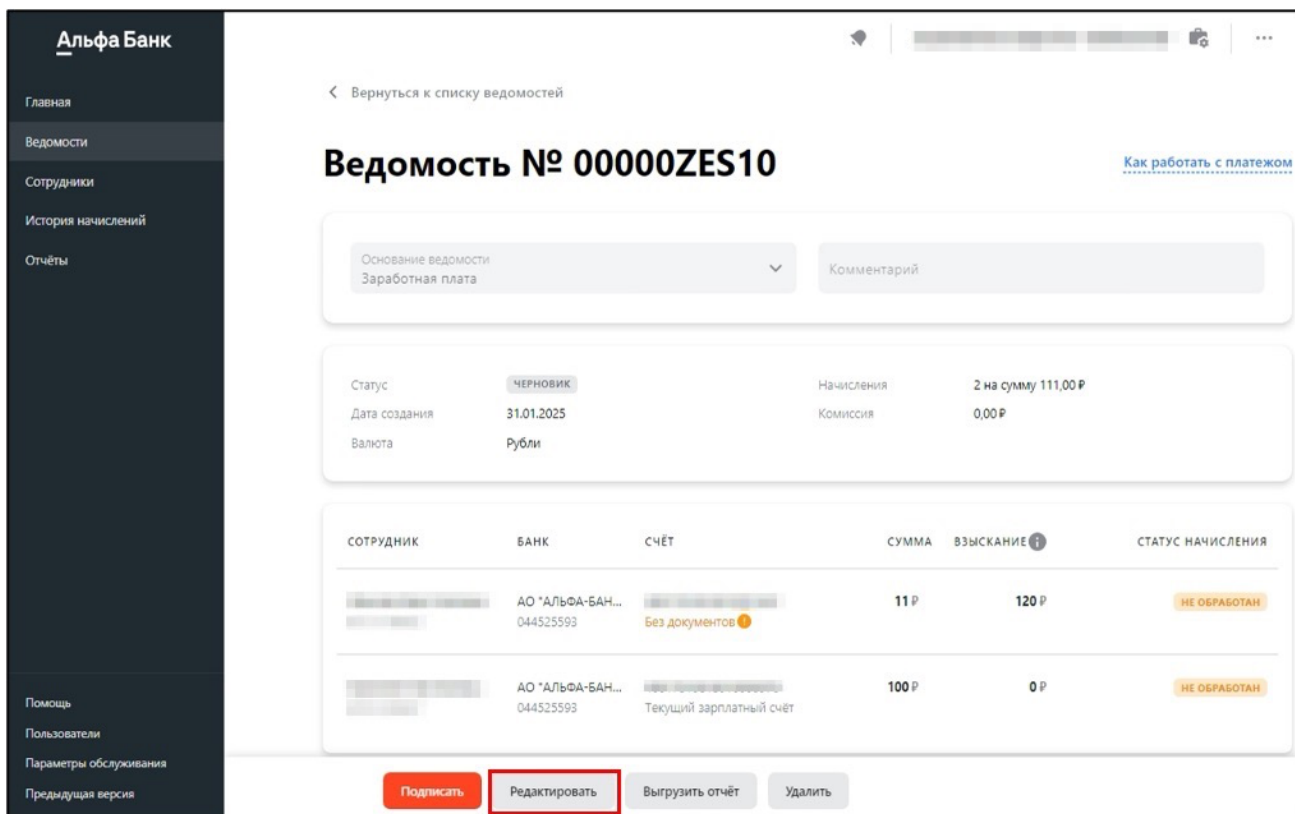 Альфа Банк
Главная
Ведомости
Сотрудники
История начислений
Отчёты
Помощь
Пользователи
Параметры обслуживания
Предыдущая версия
Вернуться к списку ведомостей
Ведомость № 00000ZES10
Как работать с платежом
Основание ведомости
Заработная плата
Комментарий
Статус ЧЕРНОВИК Начисления 2 на сумму 111,00 ₽
Дата создания 31.01.2025 Комиссия 0,00 ₽
Валюта Рубли
СОТРУДНИК БАНК СЧЁТ СУММА ВЗЫСКАНИЕ СТАТУС НАЧИСЛЕНИЯ
АО "АЛЬФА-БАН... 11 ₽ 120 ₽ НЕ ОБРАБОТАН
044525593 Без документов
АО "АЛЬФА-БАН... 100 ₽ 0 ₽ НЕ ОБРАБОТАН
044525593 Текущий зарплатный счёт
Подписать Редактировать Выгрузить отчёт Удалить